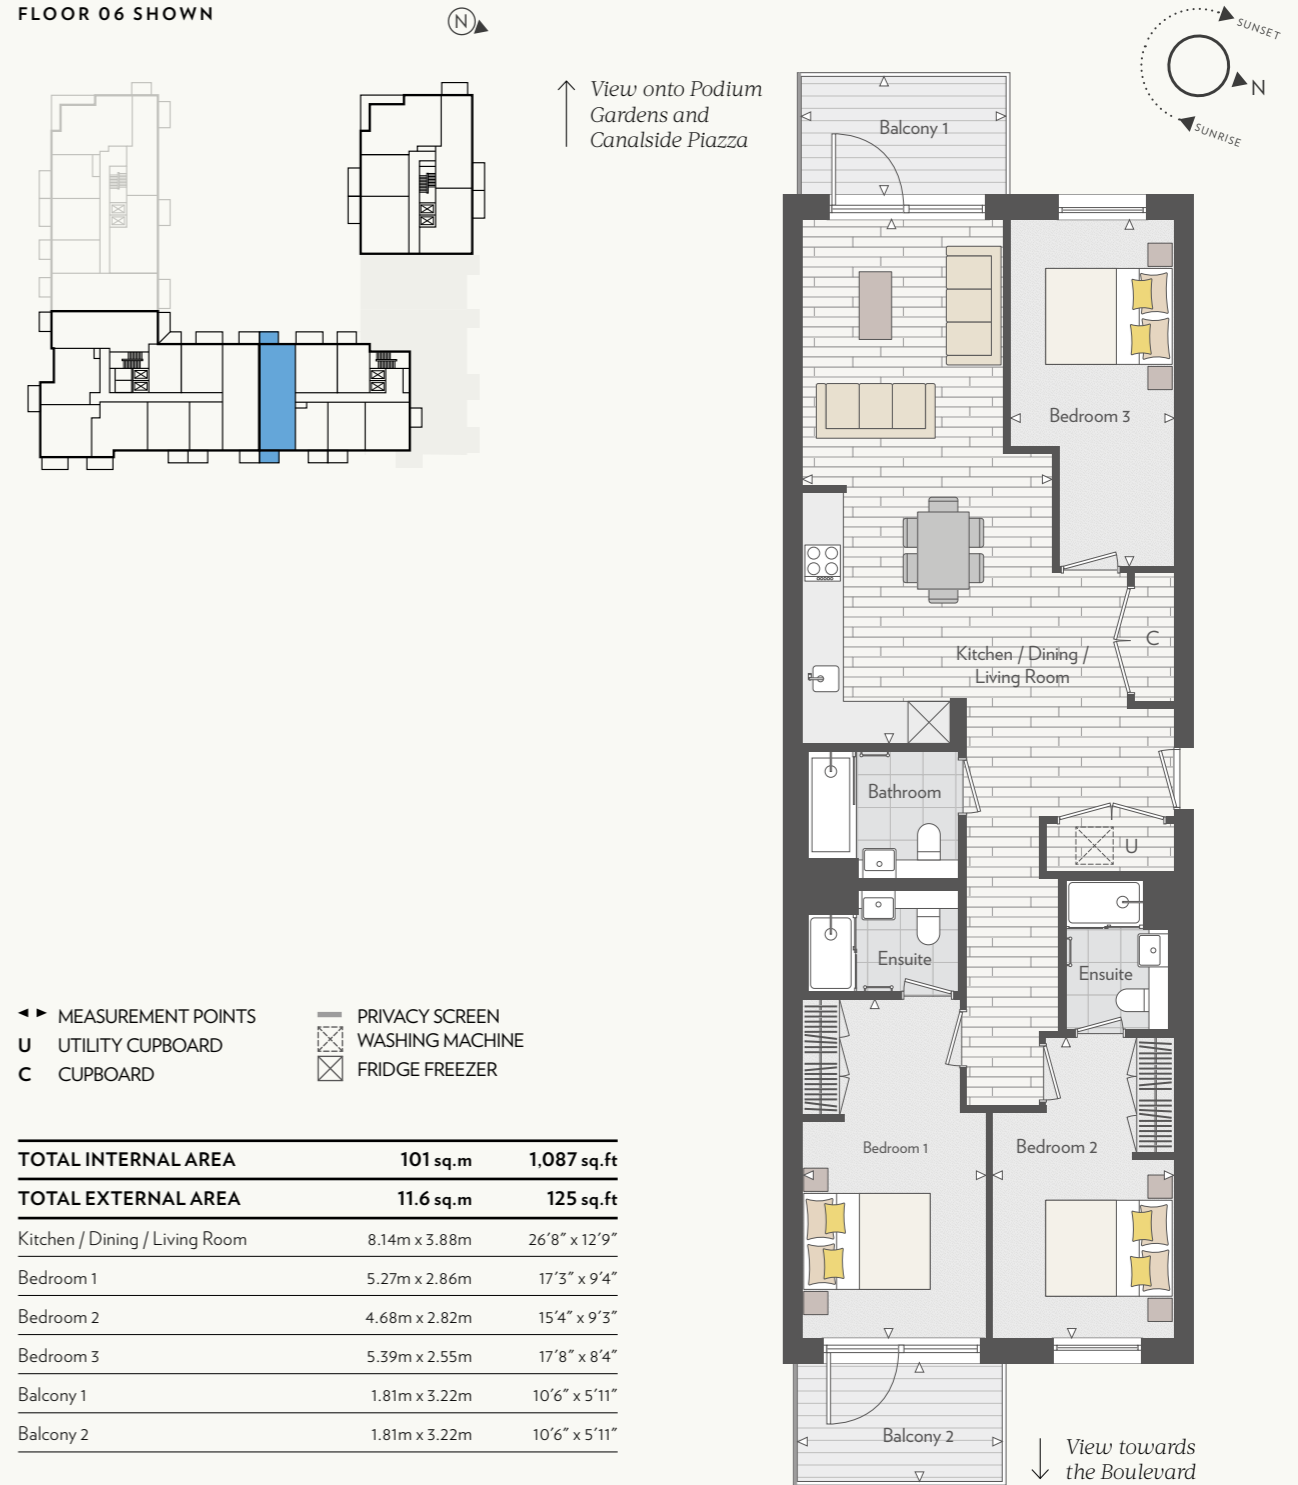 FLOOR 06 SHOWN
N
View onto Podium
Gardens and
Canalside Piazza
SUNSET
N
SUNRISE
Balcony 1
Bedroom 3
Kitchen / Dining /
Living Room
C
Bathroom
U
Ensuite
Ensuite
Bedroom 1
Bedroom 2
Balcony 2
View towards
the Boulevard
MEASUREMENT POINTS
U UTILITY CUPBOARD
C CUPBOARD
PRIVACY SCREEN
WASHING MACHINE
FRIDGE FREEZER
TOTAL INTERNAL AREA 101 sq.m 1,087 sq.ft
TOTAL EXTERNAL AREA 11.6 sq.m 125 sq.ft
Kitchen / Dining / Living Room 8.14m x 3.88m 26′8″ x 12′9″
Bedroom 1 5.27m x 2.86m 17′3″ x 9′4″
Bedroom 2 4.68m x 2.82m 15′4″ x 9′3″
Bedroom 3 5.39m x 2.55m 17′8″ x 8′4″
Balcony 1 1.81m x 3.22m 10′6″ x 5′11″
Balcony 2 1.81m x 3.22m 10′6″ x 5′11″